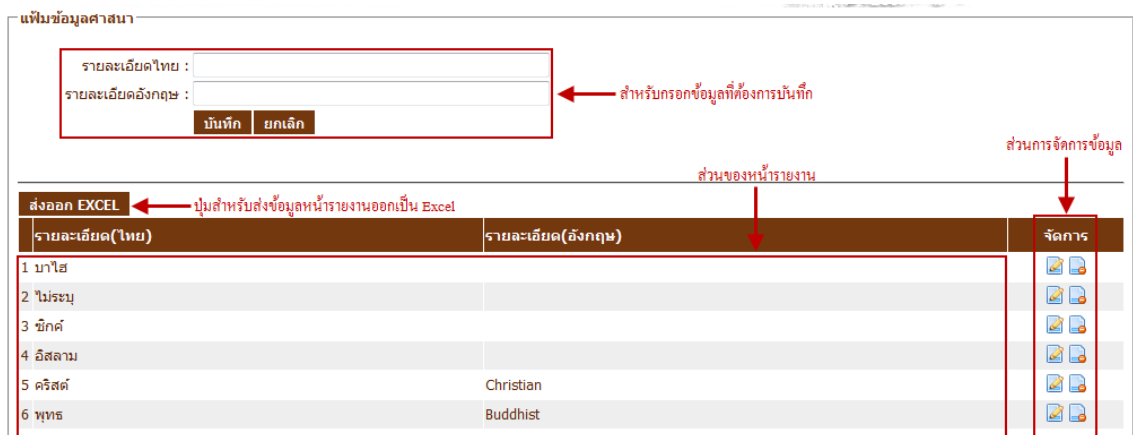 แฟ้มข้อมูลศาสนา
รายละเอียดไทย :
รายละเอียดอังกฤษ :
สำหรับกรอกข้อมูลที่ต้องการบันทึก
บันทึก ยกเลิก
ส่วนการจัดการข้อมูล
ส่วนของหน้ารายงาน
ส่งออก EXCEL ปุ่มสำหรับส่งข้อมูลหน้ารายงานออกเป็น Excel
รายละเอียด(ไทย) รายละเอียด(อังกฤษ) จัดการ
1 บาไฮ
2 ไม่ระบุ
3 ซิกค์
4 อิสลาม
5 คริสต์ Christian
6 พุทธ Buddhist